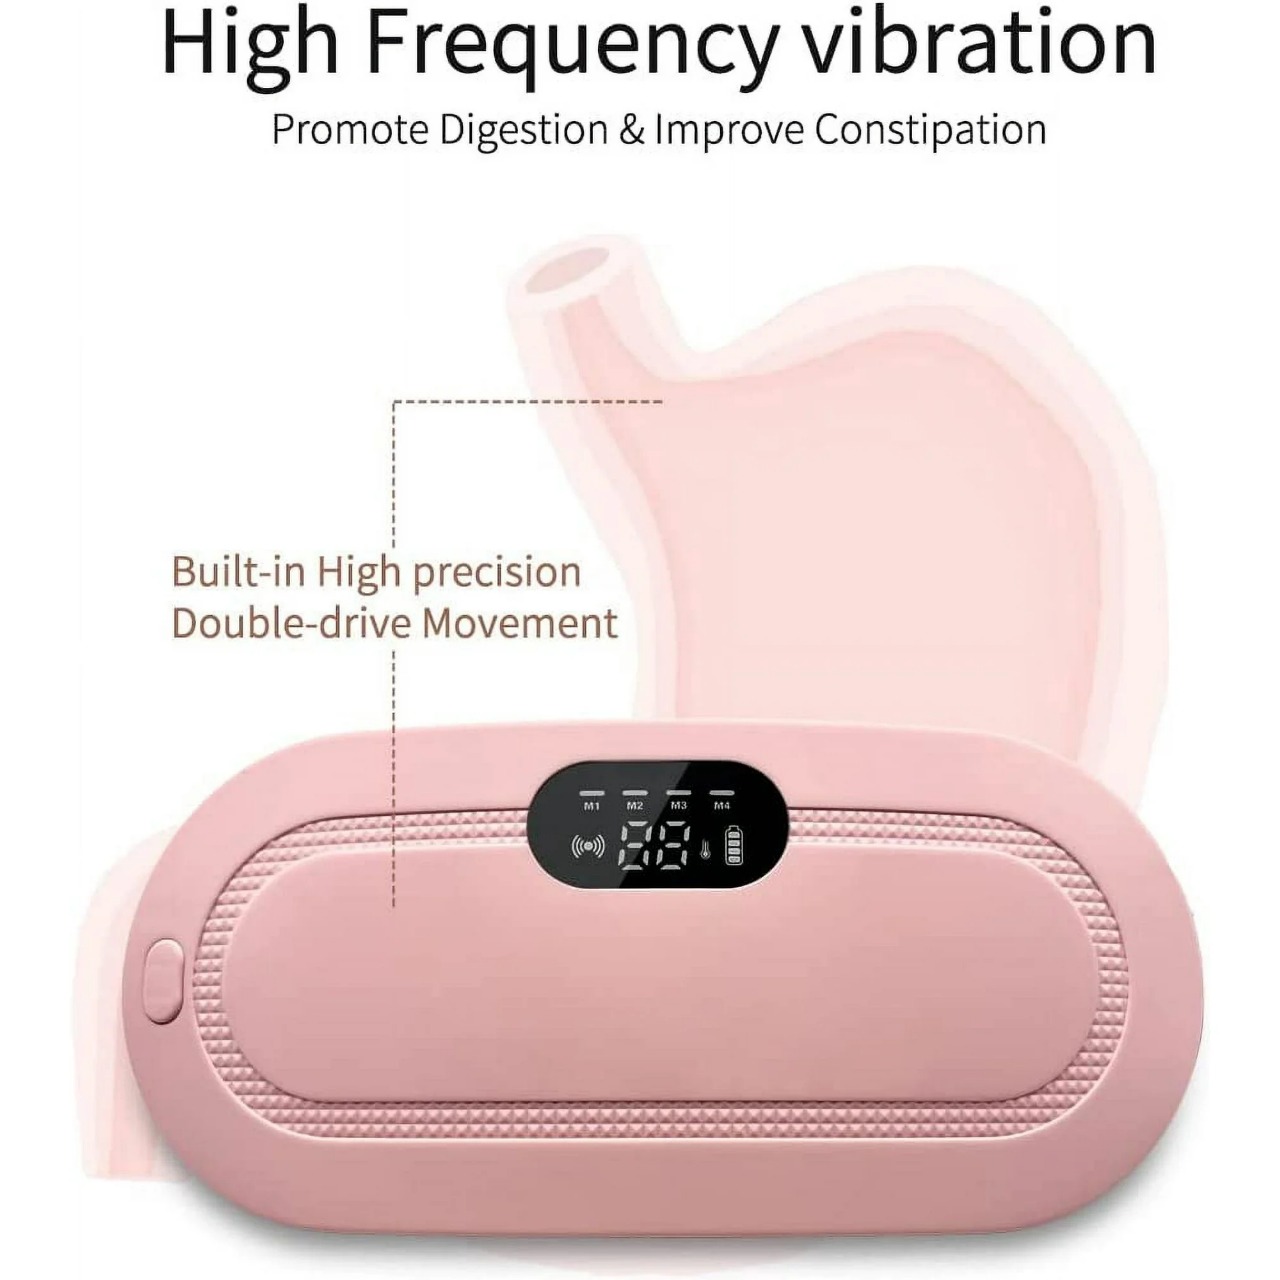 High Frequency vibration
Promote Digestion & Improve Constipation
Built-in High precision
Double-drive Movement
M1 M2 M3 M4
88